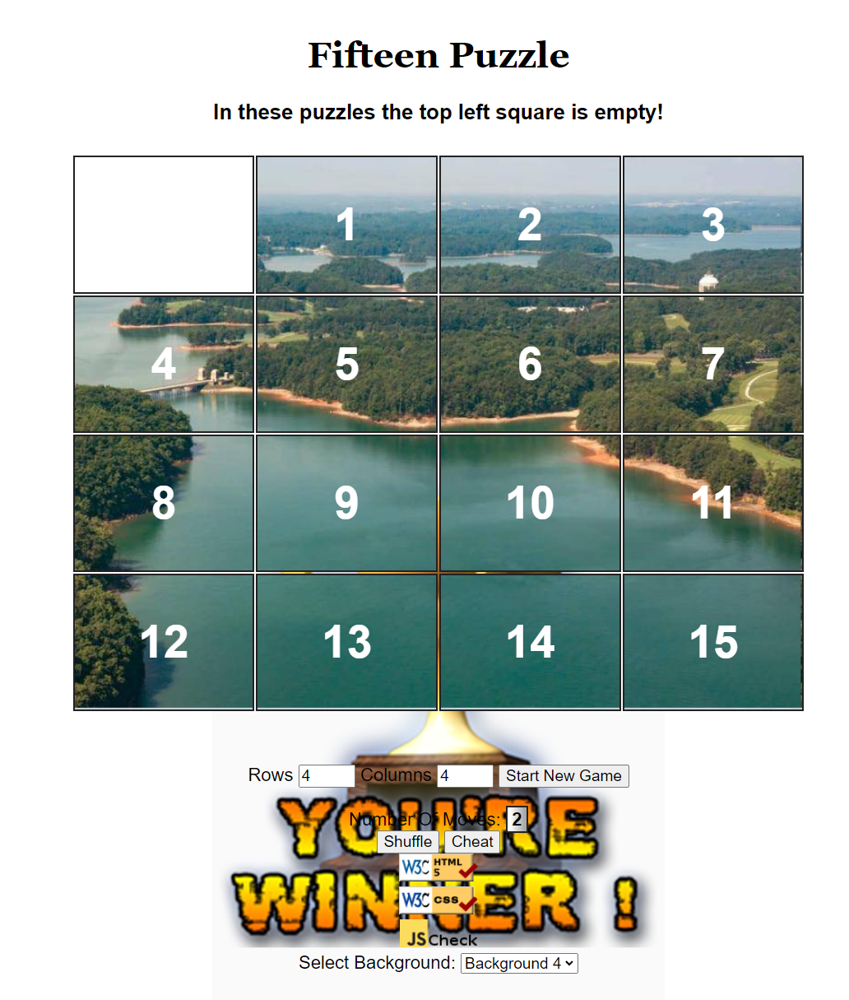 Fifteen Puzzle
In these puzzles the top left square is empty!
1 2 3
4 5 6 7
8 9 10 11
12 13 14 15
Rows 4 Columns 4 Start New Game
Number Of Moves: 2
YOU'RE
Shuffle Cheat
W3C HTML 5
WINNER !
W3C css
JS Check
Select Background: Background 4